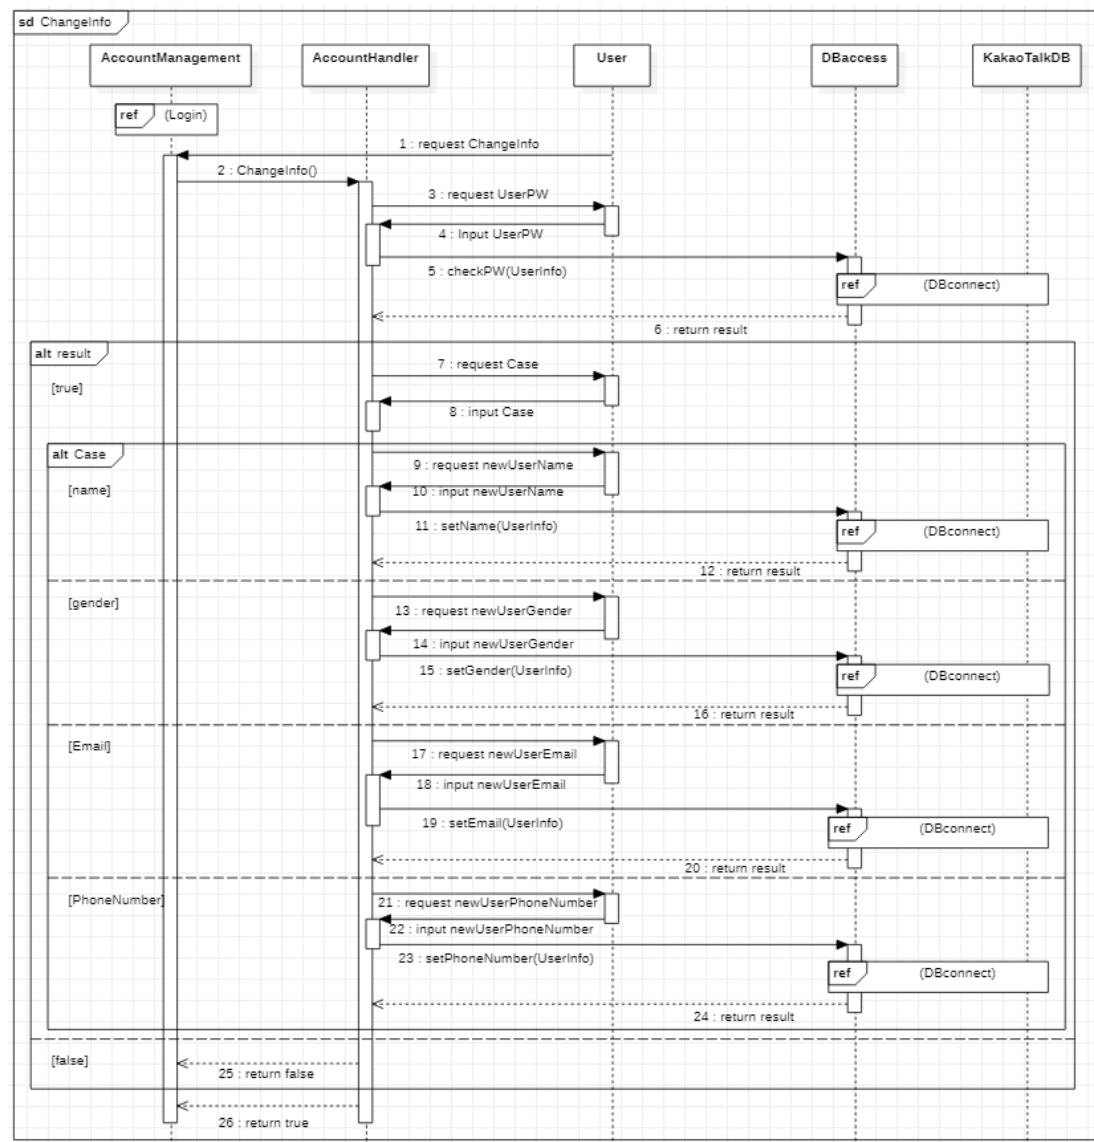 sd ChangeInfo
AccountManagement
AccountHandler
User
DBaccess
KakaoTalkDB
ref (Login)
1 : request ChangeInfo
2 : ChangeInfo()
3 : request UserPW
4 : Input UserPW
5 : checkPW(UserInfo)
ref (DBconnect)
6 : return result
alt result
[true]
7 : request Case
8 : input Case
alt Case
[name]
9 : request newUserName
10 : input newUserName
11 : setName(UserInfo)
ref (DBconnect)
12 : return result
[gender]
13 : request newUserGender
14 : input newUserGender
15 : setGender(UserInfo)
ref (DBconnect)
16 : return result
[Email]
17 : request newUserEmail
18 : input newUserEmail
19 : setEmail(UserInfo)
ref (DBconnect)
20 : return result
[PhoneNumber]
21 : request newUserPhoneNumber
22 : input newUserPhoneNumber
23 : setPhoneNumber(UserInfo)
ref (DBconnect)
24 : return result
[false]
25 : return false
26 : return true